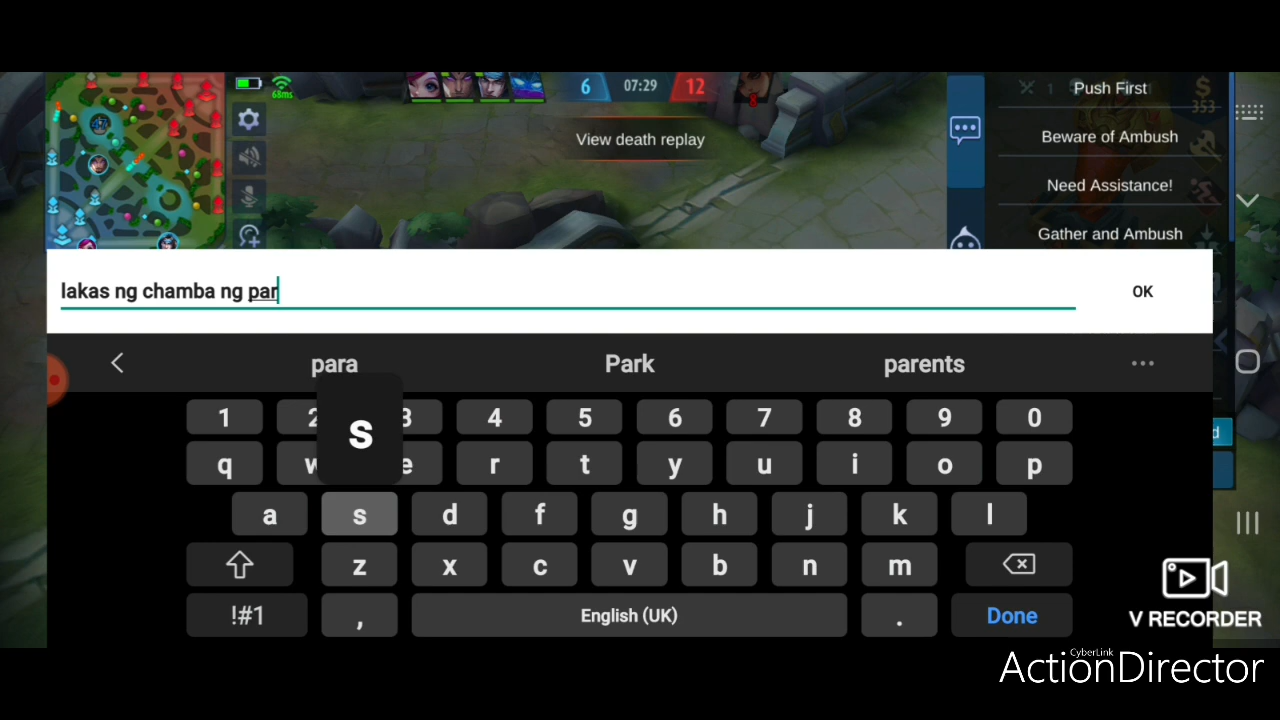 68ms
6 07:29 12
View death replay
Push First
353
Beware of Ambush
Need Assistance!
Gather and Ambush
lakas ng chamba ng par
OK
para Park parents
s
1 2 3 4 5 6 7 8 9 0
q w e r t y u i o p
a s d f g h j k l
z x c v b n m
!#1 , English (UK) . Done
V RECORDER
CyberLink
ActionDirector